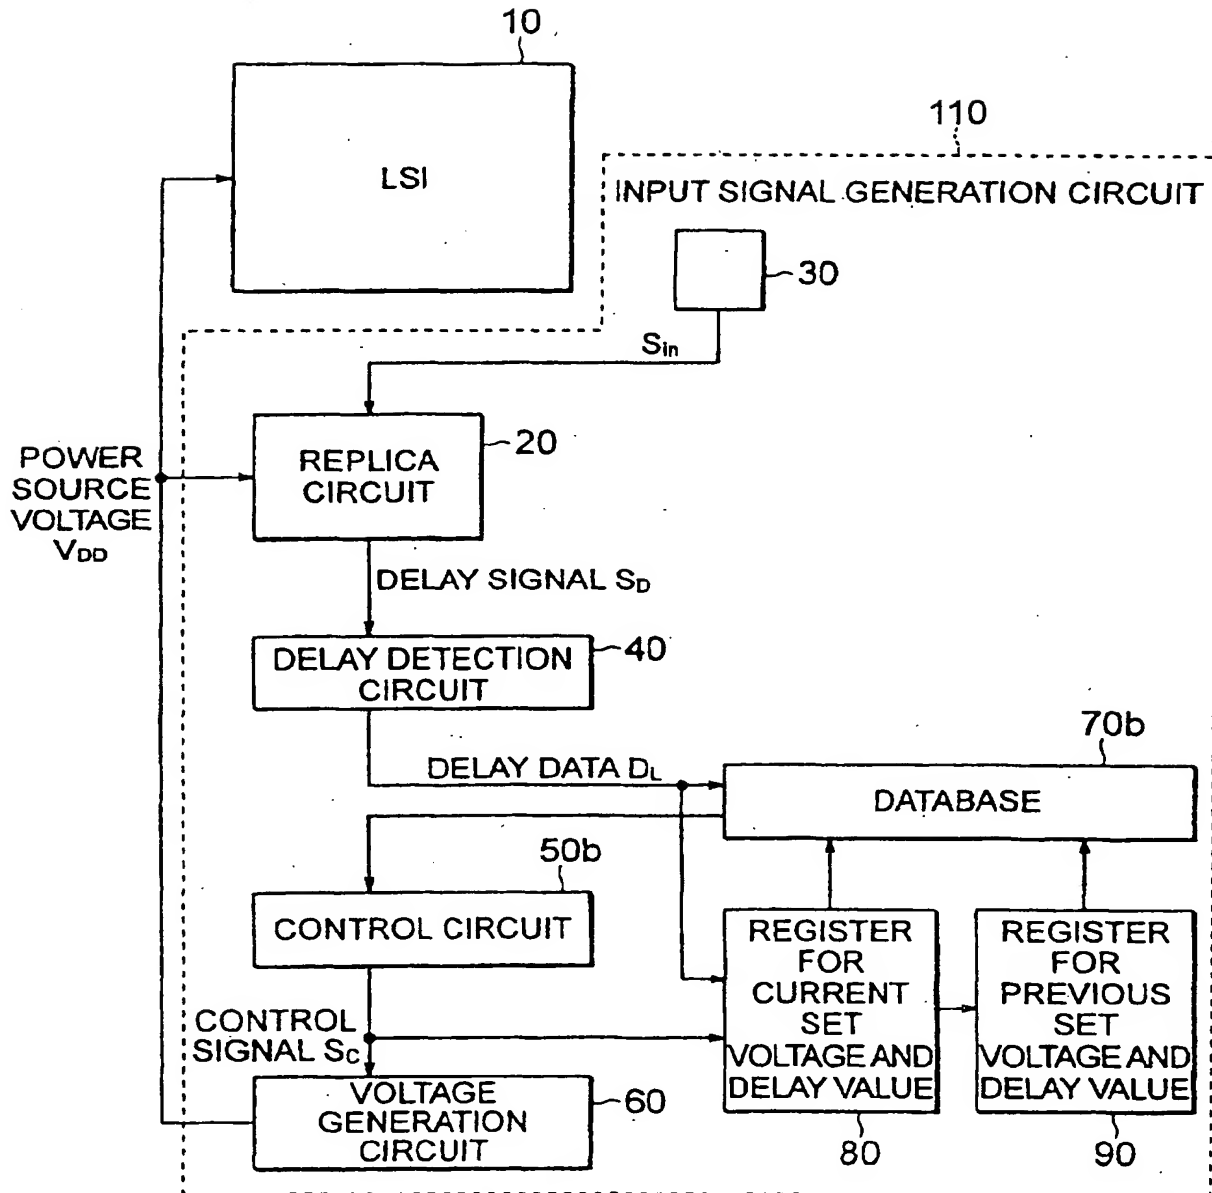 10
LSI
110
INPUT SIGNAL GENERATION CIRCUIT
30
Sin
20
REPLICA
CIRCUIT
POWER
SOURCE
VOLTAGE
VDD
DELAY SIGNAL SD
40
DELAY DETECTION
CIRCUIT
70b
DELAY DATA DL
DATABASE
50b
CONTROL CIRCUIT
REGISTER
FOR
CURRENT
SET
VOLTAGE AND
DELAY VALUE
REGISTER
FOR
PREVIOUS
SET
VOLTAGE AND
DELAY VALUE
CONTROL
SIGNAL SC
VOLTAGE
GENERATION
CIRCUIT
60
80
90